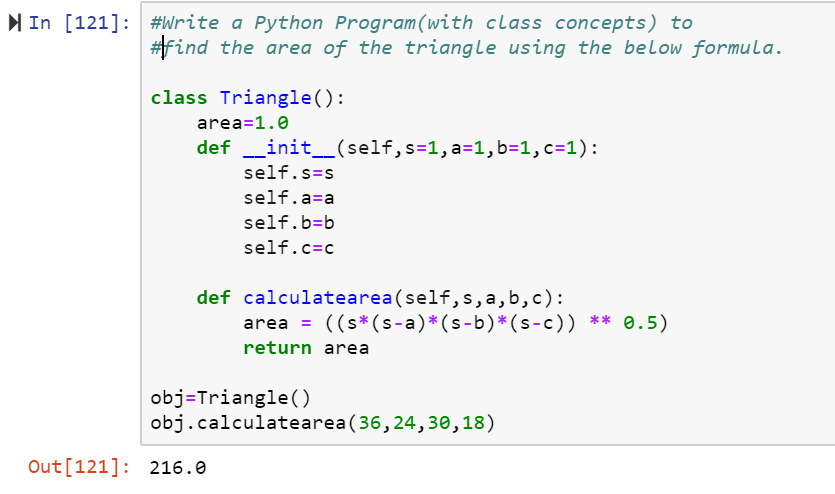 In [121]: #Write a Python Program(with class concepts) to
#find the area of the triangle using the below formula.
class Triangle():
    area=1.0
    def __init__(self,s=1,a=1,b=1,c=1):
        self.s=s
        self.a=a
        self.b=b
        self.c=c
    def calculatearea(self,s,a,b,c):
        area = ((s*(s-a)*(s-b)*(s-c)) ** 0.5)
        return area
obj=Triangle()
obj.calculatearea(36,24,30,18)
Out[121]: 216.0